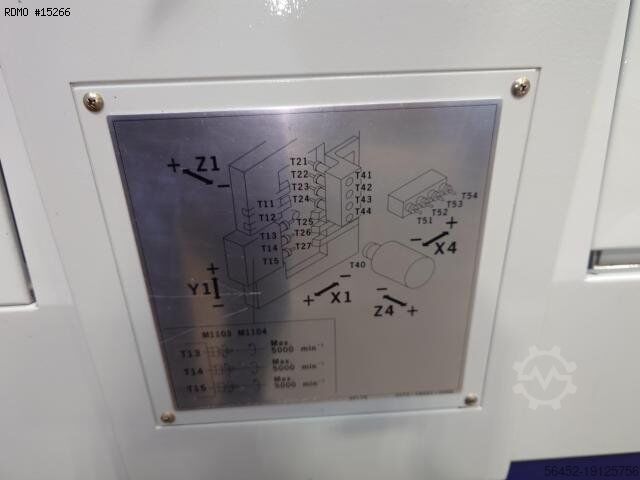 RDMO #15266
+ Z1 -
T21
T22
T23
T24
T25
T26
T27
T11
T12
T13
T14
T15
T41
T42
T43
T44
T54
T53
T52
T51
+ X4 -
T40
+ Y1 -
+ X1 -
- Z4 +
M1103 M1104
T13 Max. 5000 min⁻¹
T14 Max. 5000 min⁻¹
T15 Max. 5000 min⁻¹
56452-19125756